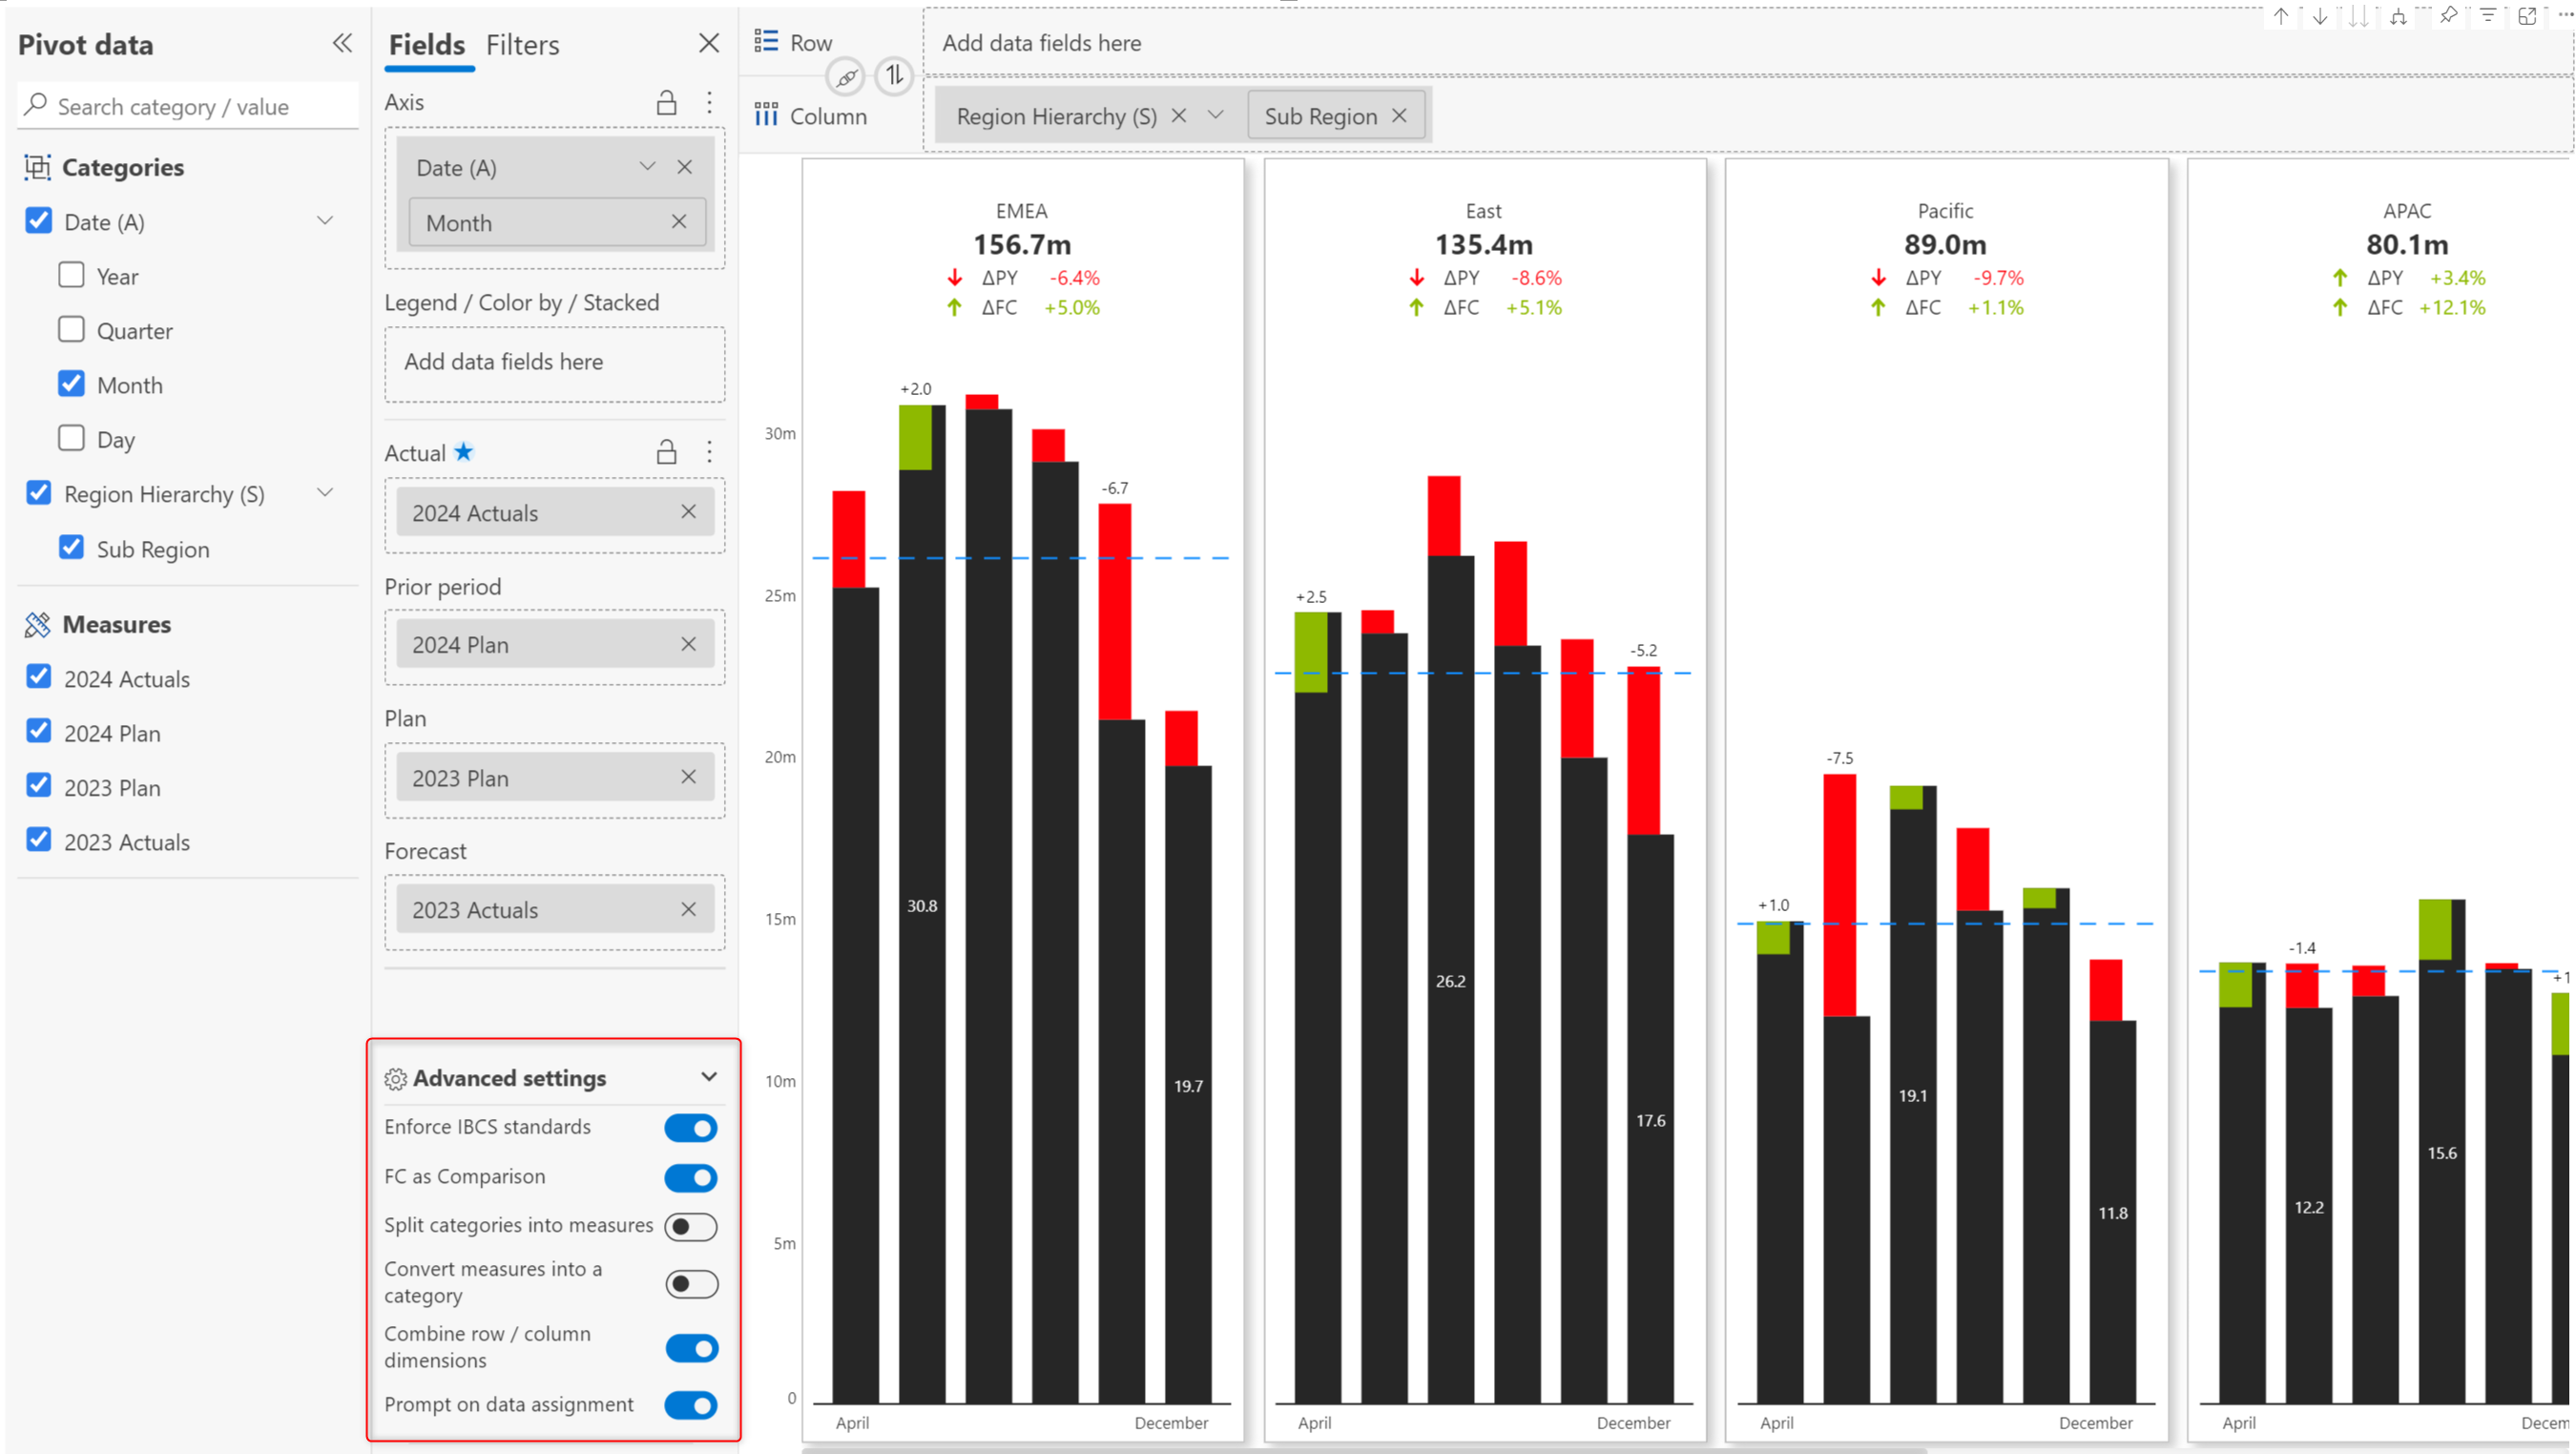 Pivot data
Search category / value
Categories
Date (A)
Year
Quarter
Month
Day
Region Hierarchy (S)
Sub Region
Measures
2024 Actuals
2024 Plan
2023 Plan
2023 Actuals
Fields Filters
Axis
Date (A)
Month
Legend / Color by / Stacked
Add data fields here
Actual
2024 Actuals
Prior period
2024 Plan
Plan
2023 Plan
Forecast
2023 Actuals
Advanced settings
Enforce IBCS standards
FC as Comparison
Split categories into measures
Convert measures into a
category
Combine row / column
dimensions
Prompt on data assignment
Row
Add data fields here
Column
Region Hierarchy (S)
Sub Region
30m
25m
20m
15m
10m
5m
0
EMEA
156.7m
ΔPY -6.4%
ΔFC +5.0%
+2.0
-6.7
30.8
19.7
April December
East
135.4m
ΔPY -8.6%
ΔFC +5.1%
+2.5
-5.2
26.2
17.6
April December
Pacific
89.0m
ΔPY -9.7%
ΔFC +1.1%
-7.5
+1.0
19.1
11.8
April December
APAC
80.1m
ΔPY +3.4%
ΔFC +12.1%
-1.4
+1
15.6
12.2
April Decem